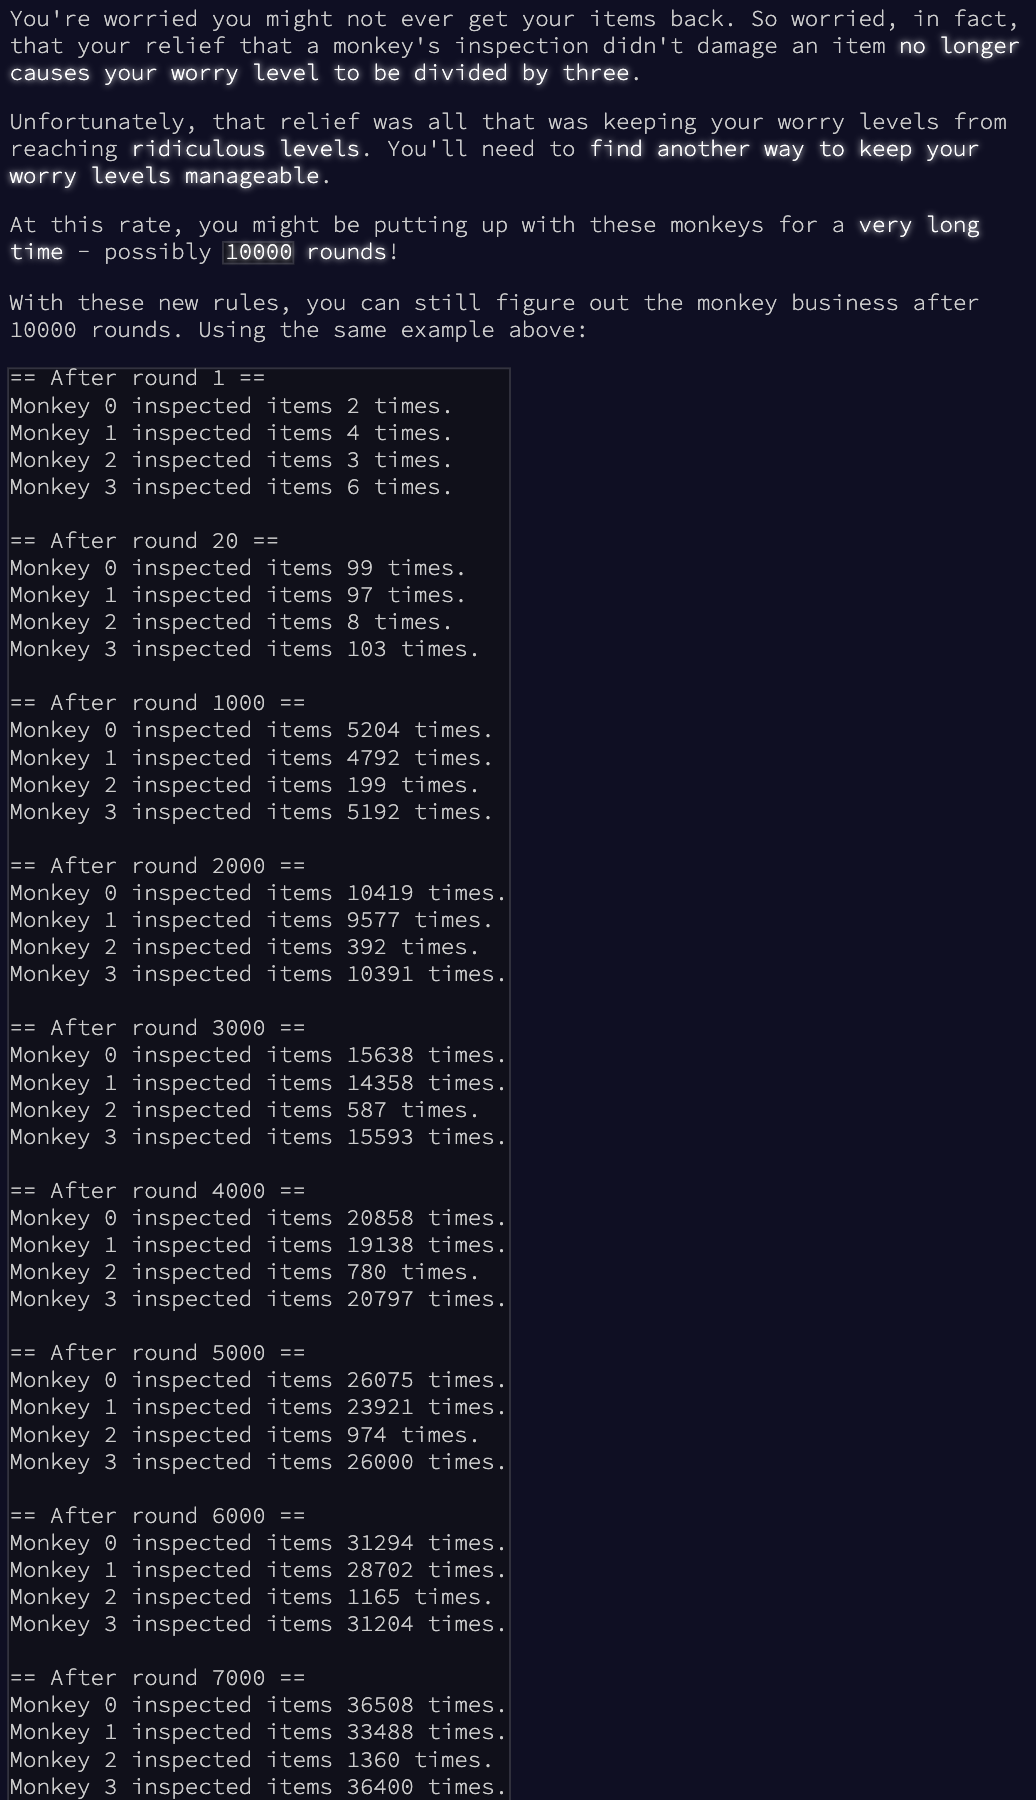 You're worried you might not ever get your items back. So worried, in fact,
that your relief that a monkey's inspection didn't damage an item no longer
causes your worry level to be divided by three.
Unfortunately, that relief was all that was keeping your worry levels from
reaching ridiculous levels. You'll need to find another way to keep your
worry levels manageable.
At this rate, you might be putting up with these monkeys for a very long
time - possibly 10000 rounds!
With these new rules, you can still figure out the monkey business after
10000 rounds. Using the same example above:
== After round 1 ==
Monkey 0 inspected items 2 times.
Monkey 1 inspected items 4 times.
Monkey 2 inspected items 3 times.
Monkey 3 inspected items 6 times.
== After round 20 ==
Monkey 0 inspected items 99 times.
Monkey 1 inspected items 97 times.
Monkey 2 inspected items 8 times.
Monkey 3 inspected items 103 times.
== After round 1000 ==
Monkey 0 inspected items 5204 times.
Monkey 1 inspected items 4792 times.
Monkey 2 inspected items 199 times.
Monkey 3 inspected items 5192 times.
== After round 2000 ==
Monkey 0 inspected items 10419 times.
Monkey 1 inspected items 9577 times.
Monkey 2 inspected items 392 times.
Monkey 3 inspected items 10391 times.
== After round 3000 ==
Monkey 0 inspected items 15638 times.
Monkey 1 inspected items 14358 times.
Monkey 2 inspected items 587 times.
Monkey 3 inspected items 15593 times.
== After round 4000 ==
Monkey 0 inspected items 20858 times.
Monkey 1 inspected items 19138 times.
Monkey 2 inspected items 780 times.
Monkey 3 inspected items 20797 times.
== After round 5000 ==
Monkey 0 inspected items 26075 times.
Monkey 1 inspected items 23921 times.
Monkey 2 inspected items 974 times.
Monkey 3 inspected items 26000 times.
== After round 6000 ==
Monkey 0 inspected items 31294 times.
Monkey 1 inspected items 28702 times.
Monkey 2 inspected items 1165 times.
Monkey 3 inspected items 31204 times.
== After round 7000 ==
Monkey 0 inspected items 36508 times.
Monkey 1 inspected items 33488 times.
Monkey 2 inspected items 1360 times.
Monkey 3 inspected items 36400 times.